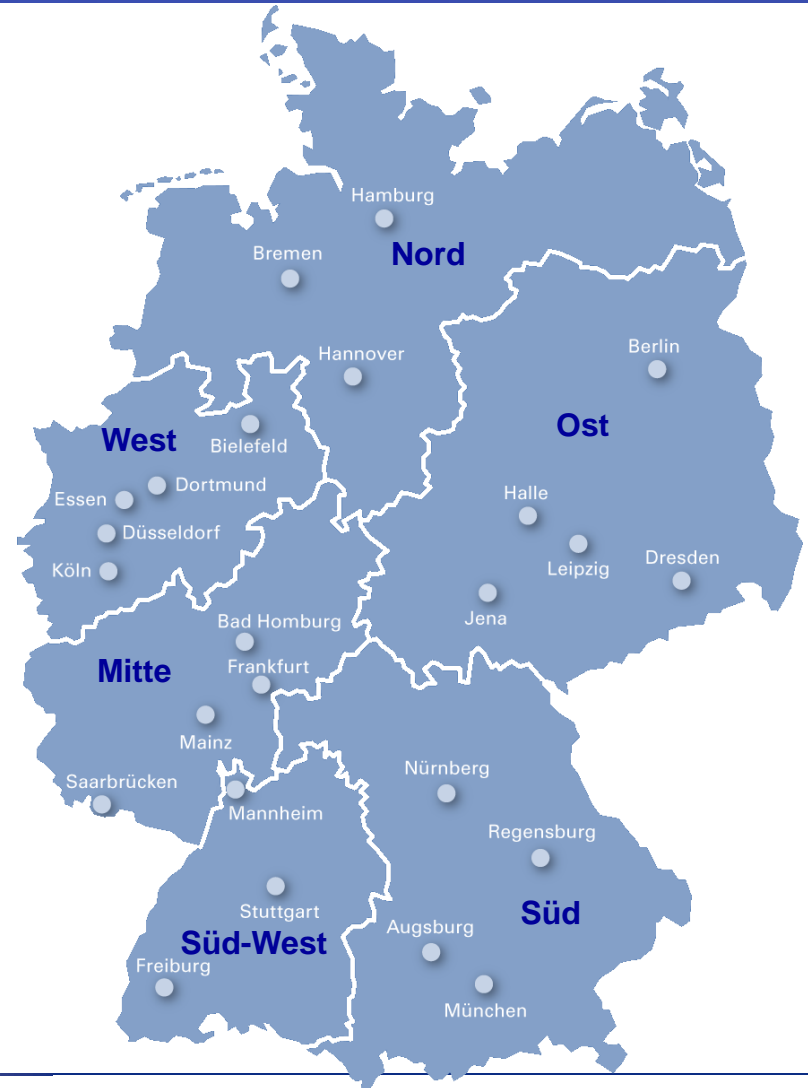 Hamburg
Nord
Bremen
Hannover
Berlin
West
Bielefeld
Ost
Dortmund
Essen
Halle
Düsseldorf
Leipzig
Dresden
Köln
Jena
Bad Homburg
Mitte
Frankfurt
Mainz
Nürnberg
Saarbrücken
Mannheim
Regensburg
Stuttgart
Süd
Augsburg
Süd-West
Freiburg
München